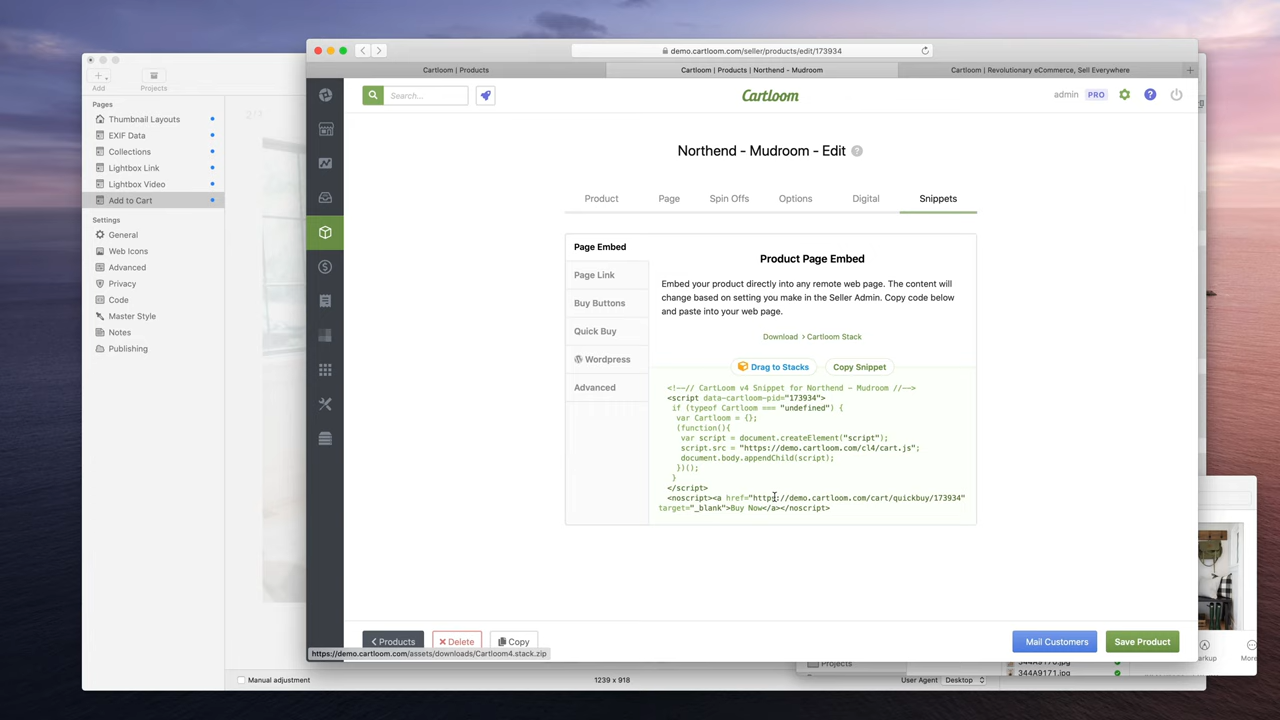 demo.cartloom.com/seller/products/edit/173934
Cartloom | Products
Cartloom | Products | Northend - Mudroom
Cartloom | Revolutionary eCommerce, Sell Everywhere
+
Add
Projects
Pages
Thumbnail Layouts
EXIF Data
Collections
Lightbox Link
Lightbox Video
Add to Cart
Settings
General
Web Icons
Advanced
Privacy
Code
Master Style
Notes
Publishing
Search...
Cartloom
admin PRO
Northend - Mudroom - Edit
Product
Page
Spin Offs
Options
Digital
Snippets
Page Embed
Page Link
Buy Buttons
Quick Buy
Wordpress
Advanced
Product Page Embed
Embed your product directly into any remote web page. The content will
change based on setting you make in the Seller Admin. Copy code below
and paste into your web page.
Download > Cartloom Stack
Drag to Stacks
Copy Snippet
<!--// CartLoom v4 Snippet for Northend - Mudroom //-->
<script data-cartloom-pid="173934">
if (typeof Cartloom === "undefined") {
var Cartloom = {};
(function(){
var script = document.createElement("script");
script.src = "https://demo.cartloom.com/cl4/cart.js";
document.body.appendChild(script);
})();
}
</script>
<noscript><a href="https://demo.cartloom.com/cart/quickbuy/173934"
target="_blank">Buy Now</a></noscript>
Products
Delete
Copy
Mail Customers
Save Product
https://demo.cartloom.com/assets/downloads/Cartloom4.stack.zip
Manual adjustment
1239 x 918
User Agent
Desktop
Projects
344A9171.jpg